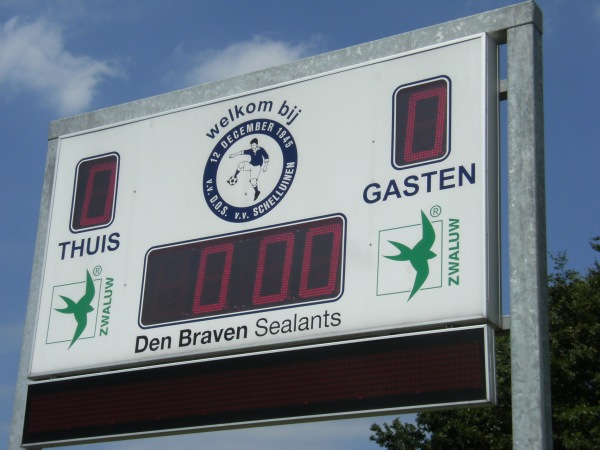 welkom bij
12 DECEMBER 1945
v.v. D.O.S.
v.v. SCHELLUINEN
0
0
THUIS
GASTEN
0 00
ZWALUW
®
ZWALUW
®
Den Braven Sealants